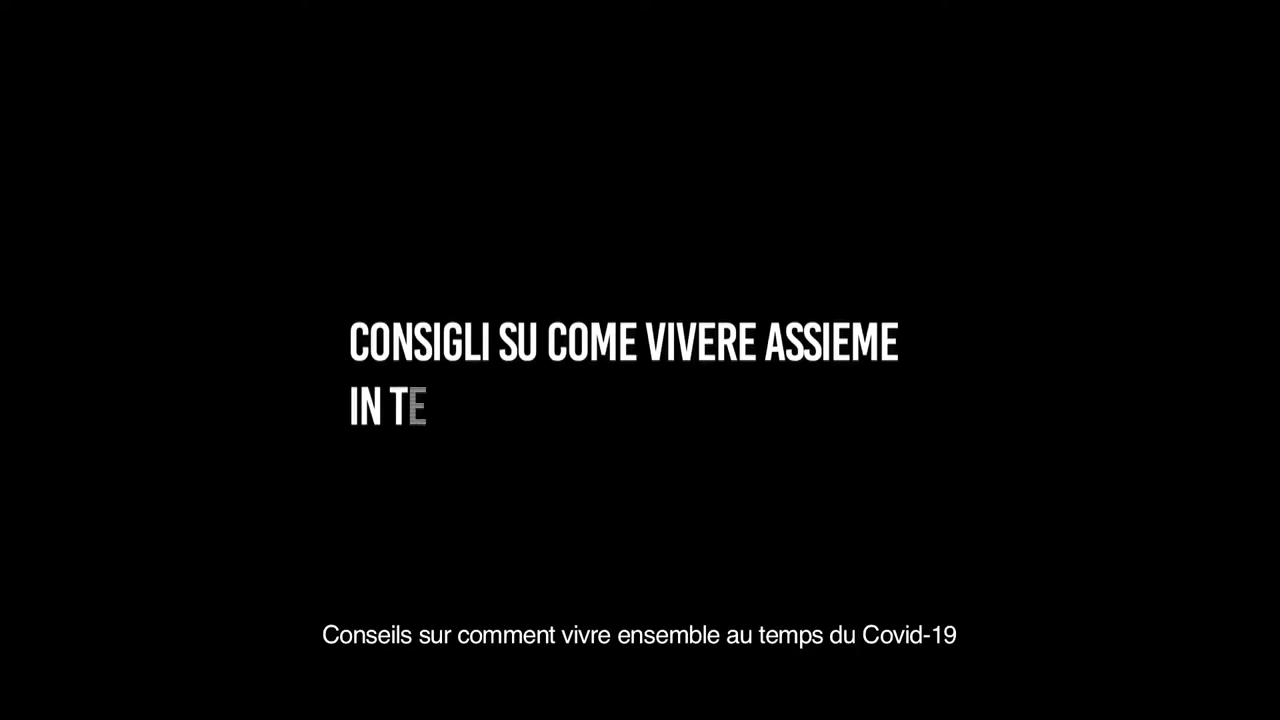 CONSIGLI SU COME VIVERE ASSIEME
IN TE
Conseils sur comment vivre ensemble au temps du Covid-19